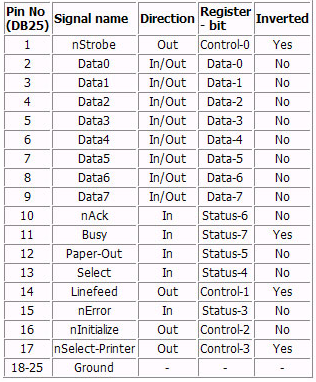 Pin No (DB25) Signal name Direction Register - bit Inverted
1 nStrobe Out Control-0 Yes
2 Data0 In/Out Data-0 No
3 Data1 In/Out Data-1 No
4 Data2 In/Out Data-2 No
5 Data3 In/Out Data-3 No
6 Data4 In/Out Data-4 No
7 Data5 In/Out Data-5 No
8 Data6 In/Out Data-6 No
9 Data7 In/Out Data-7 No
10 nAck In Status-6 No
11 Busy In Status-7 Yes
12 Paper-Out In Status-5 No
13 Select In Status-4 No
14 Linefeed Out Control-1 Yes
15 nError In Status-3 No
16 nInitialize Out Control-2 No
17 nSelect-Printer Out Control-3 Yes
18-25 Ground - - -